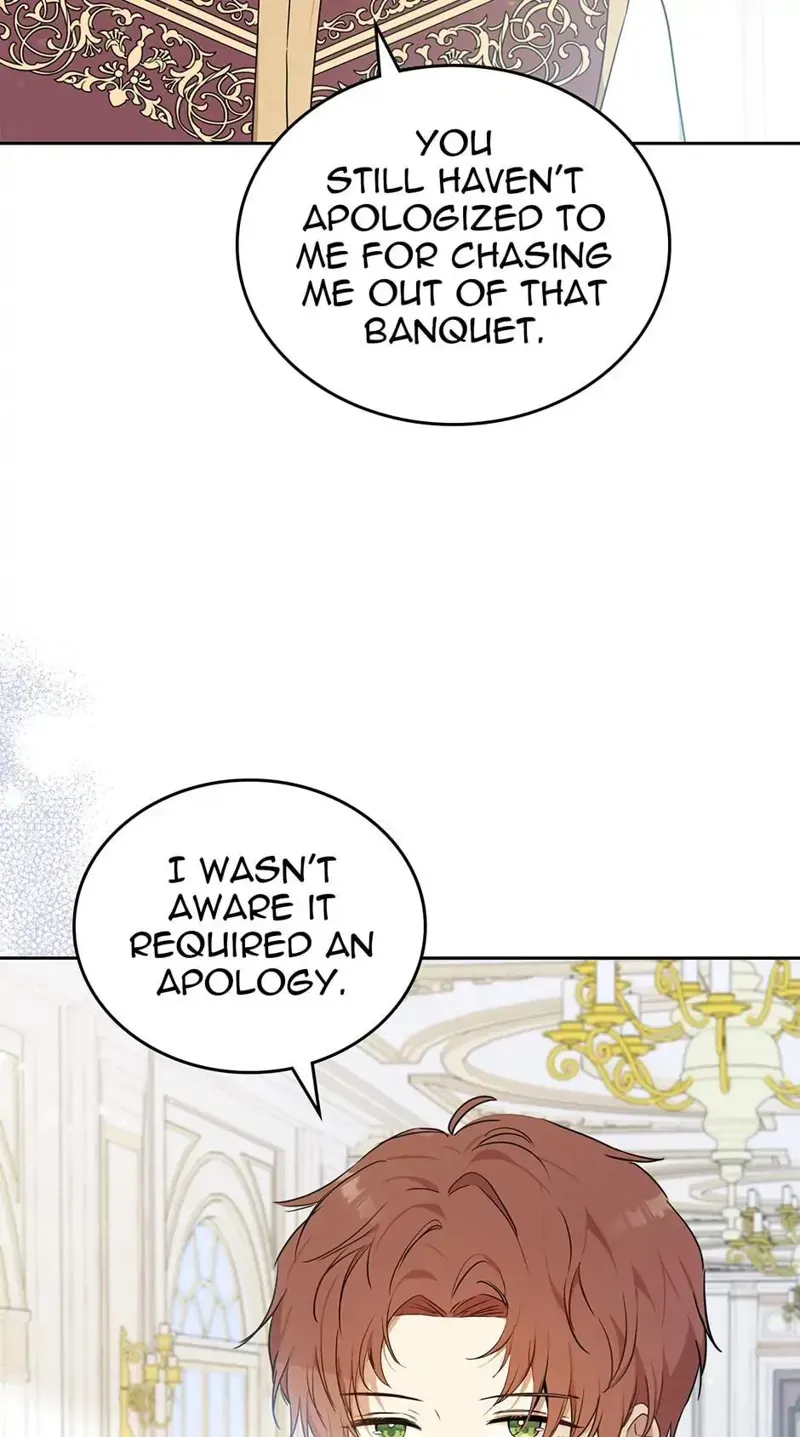 YOU
STILL HAVEN'T
APOLOGIZED TO
ME FOR CHASING
ME OUT OF THAT
BANQUET.
I WASN'T
AWARE IT
REQUIRED AN
APOLOGY.